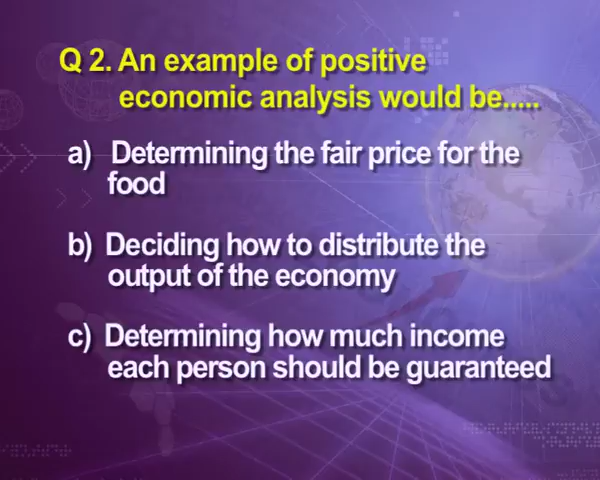 Q 2. An example of positive
economic analysis would be.....
a) Determining the fair price for the
food
b) Deciding how to distribute the
output of the economy
c) Determining how much income
each person should be guaranteed